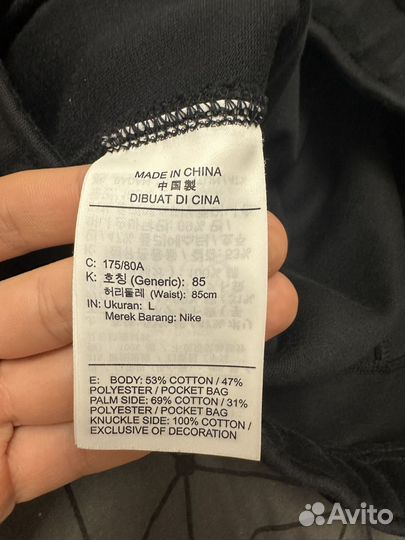 MADE IN CHINA
中国製
DIBUAT DI CINA
C: 175/80A
K: 호칭 (Generic): 85
허리둘레 (Waist): 85cm
IN: Ukuran: L
Merek Barang: Nike
E: BODY: 53% COTTON / 47%
POLYESTER / POCKET BAG
PALM SIDE: 69% COTTON / 31%
POLYESTER / POCKET BAG
KNUCKLE SIDE: 100% COTTON /
EXCLUSIVE OF DECORATION
Avito